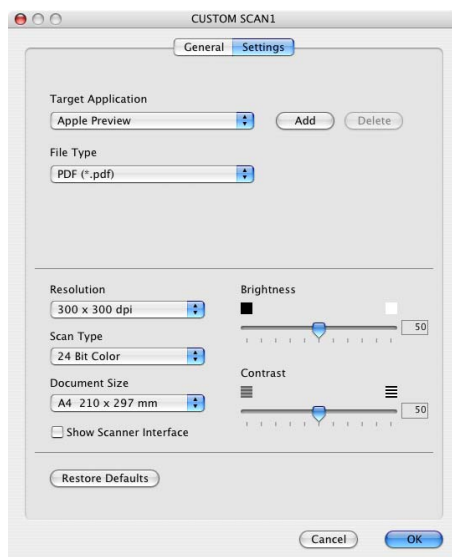 CUSTOM SCAN1
General Settings
Target Application
Apple Preview Add Delete
File Type
PDF (*.pdf)
Resolution
300 x 300 dpi
Scan Type
24 Bit Color
Document Size
A4 210 x 297 mm
Show Scanner Interface
Brightness
50
Contrast
50
Restore Defaults
Cancel OK